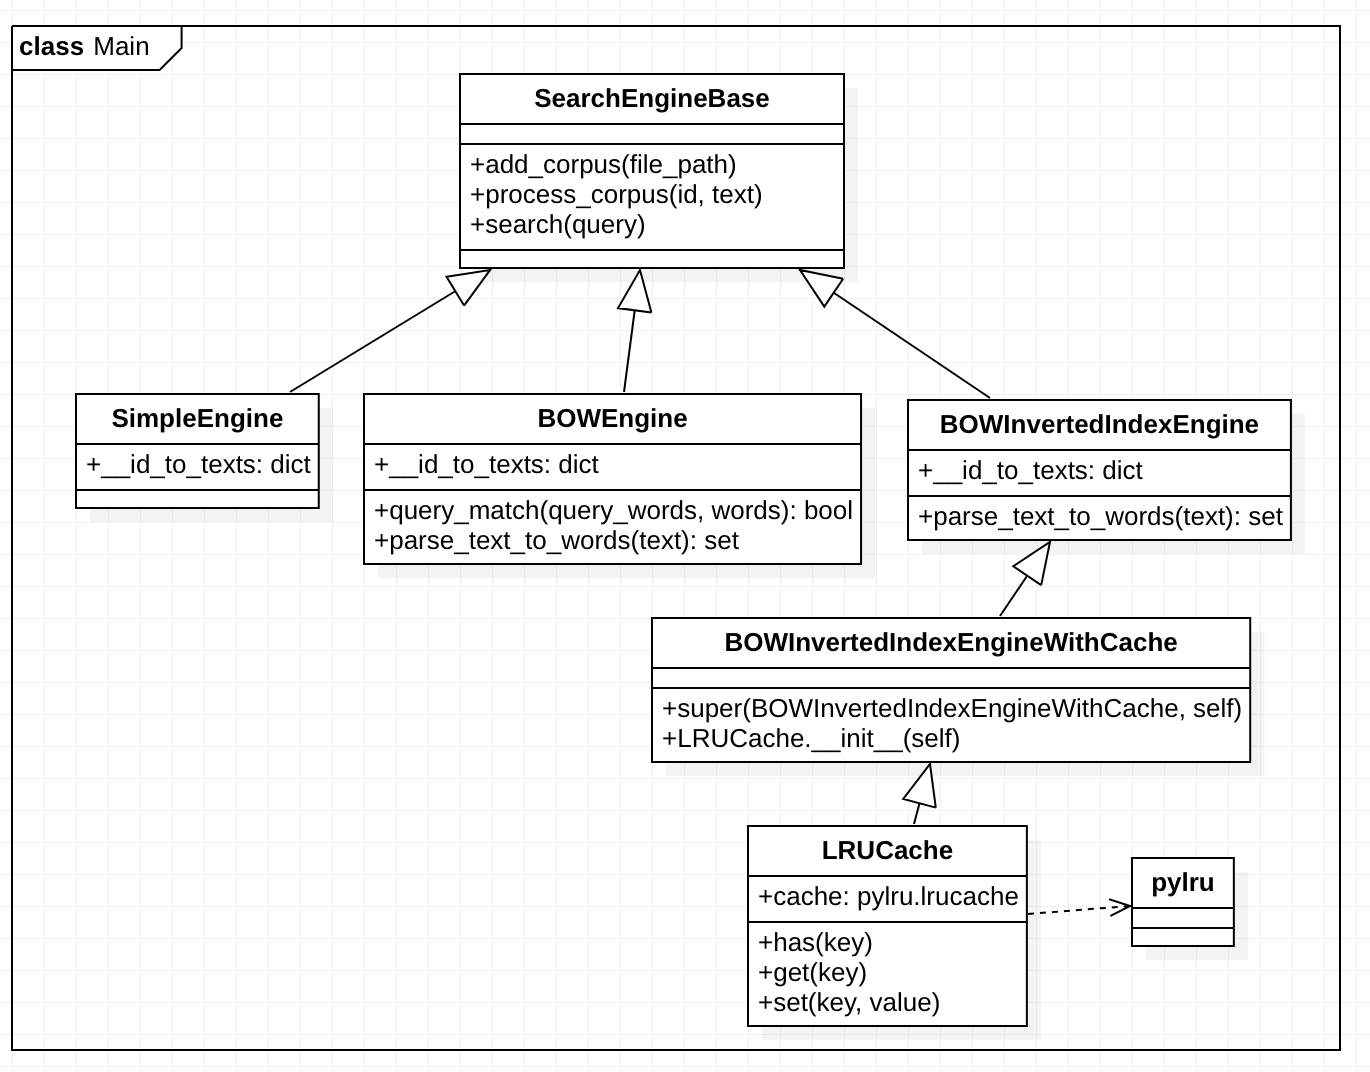 class Main
SearchEngineBase
+add_corpus(file_path)
+process_corpus(id, text)
+search(query)
SimpleEngine
+__id_to_texts: dict
BOWEngine
+__id_to_texts: dict
+query_match(query_words, words): bool
+parse_text_to_words(text): set
BOWInvertedIndexEngine
+__id_to_texts: dict
+parse_text_to_words(text): set
BOWInvertedIndexEngineWithCache
+super(BOWInvertedIndexEngineWithCache, self)
+LRUCache.__init__(self)
LRUCache
+cache: pylru.lrucache
+has(key)
+get(key)
+set(key, value)
pylru